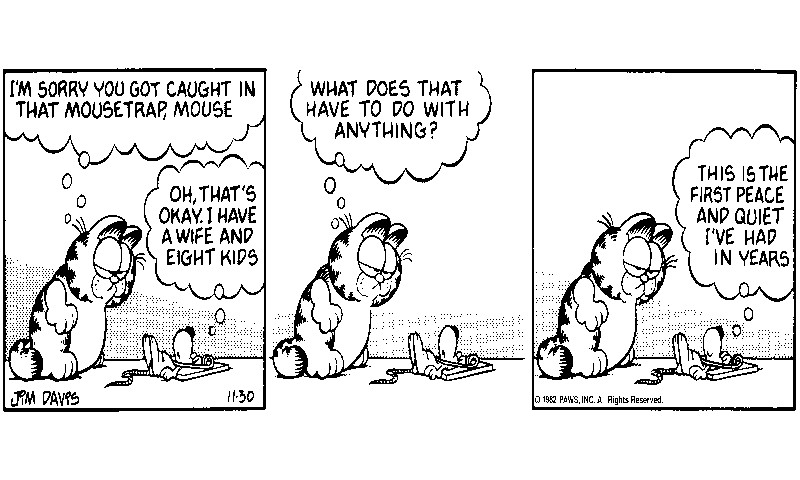 I'M SORRY YOU GOT CAUGHT IN
THAT MOUSETRAP, MOUSE
OH, THAT'S
OKAY. I HAVE
A WIFE AND
EIGHT KIDS
JIM DAVIS
11·30
WHAT DOES THAT
HAVE TO DO WITH
ANYTHING?
THIS IS THE
FIRST PEACE
AND QUIET
I'VE HAD
IN YEARS
© 1982 PAWS, INC. A Rights Reserved.